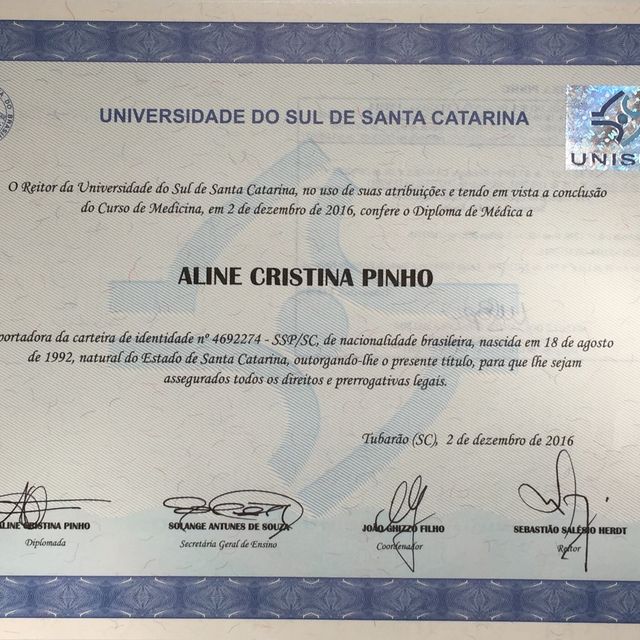 UNIVERSIDADE DO SUL DE SANTA CATARINA
O Reitor da Universidade do Sul de Santa Catarina, no uso de suas atribuições e tendo em vista a conclusão
do Curso de Medicina, em 2 de dezembro de 2016, confere o Diploma de Médica a
ALINE CRISTINA PINHO
portadora da carteira de identidade nº 4692274 - SSP/SC, de nacionalidade brasileira, nascida em 18 de agosto
de 1992, natural do Estado de Santa Catarina, outorgando-lhe o presente título, para que lhe sejam
assegurados todos os direitos e prerrogativas legais.
Tubarão (SC), 2 de dezembro de 2016
ALINE CRISTINA PINHO
Diplomada
SOLANGE ANTUNES DE SOUZA
Secretária Geral de Ensino
JOÃO GHIZZO FILHO
Coordenador
SEBASTIÃO SALÉSIO HERDT
Reitor